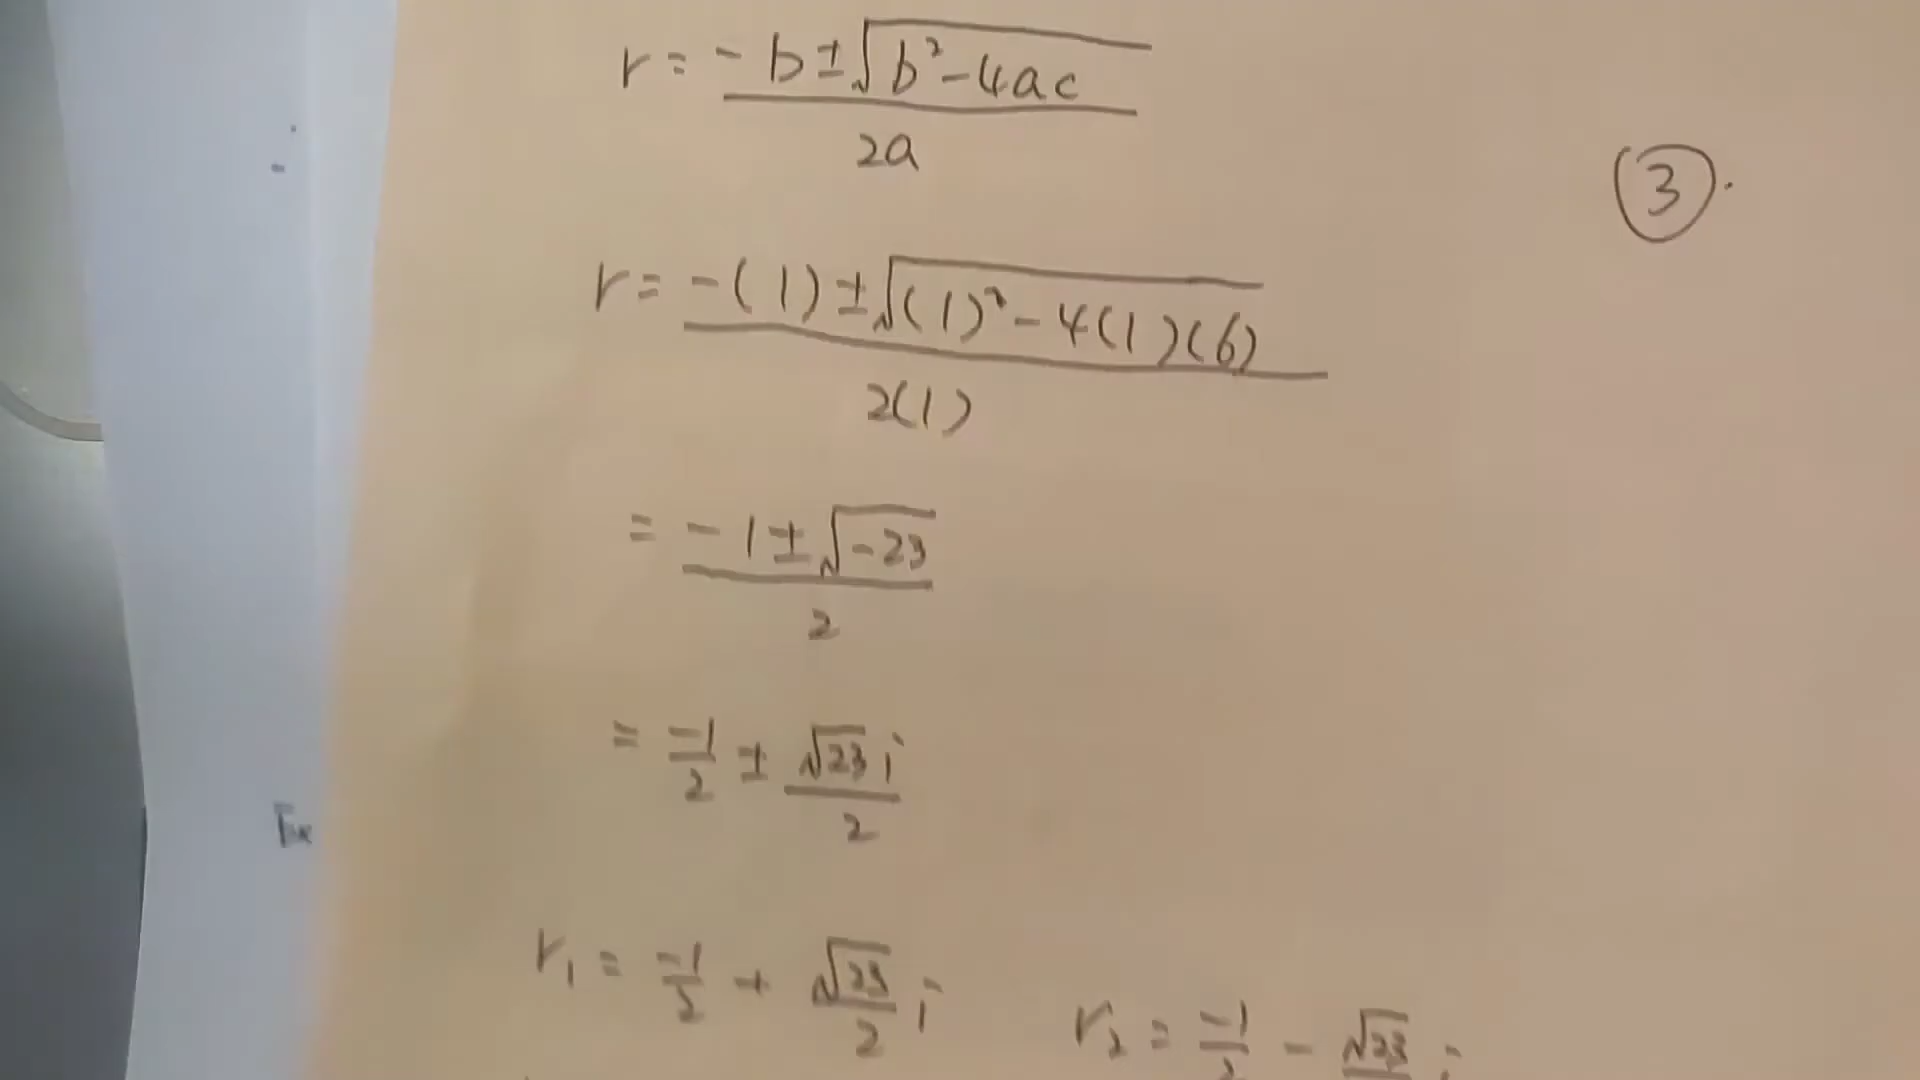 r = -b±√b²-4ac
2a
③.
r = -(1)±√(1)²-4(1)(6)
2(1)
= -1±√-23
2
= -1/2 ± √23 i/2
r₁ = -1/2 + √23/2 i
r₂ = -1/2 - √23 i